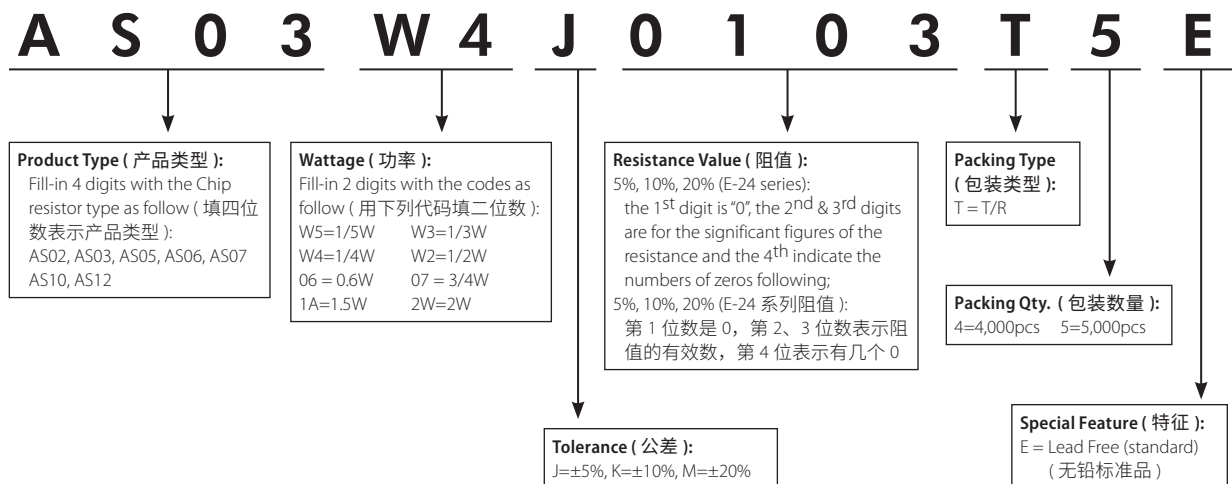 A S 0 3 W 4 J 0 1 0 3 T 5 E
Product Type ( 产品类型 ):
Fill-in 4 digits with the Chip
resistor type as follow ( 填四位
数表示产品类型 ):
AS02, AS03, AS05, AS06, AS07
AS10, AS12
Wattage ( 功率 ):
Fill-in 2 digits with the codes as
follow ( 用下列代码填二位数 ):
W5=1/5W W3=1/3W
W4=1/4W W2=1/2W
06 = 0.6W 07 = 3/4W
1A=1.5W 2W=2W
Resistance Value ( 阻值 ):
5%, 10%, 20% (E-24 series):
the 1st digit is "0", the 2nd & 3rd digits
are for the significant figures of the
resistance and the 4th indicate the
numbers of zeros following;
5%, 10%, 20% (E-24 系列阻值 ):
第 1 位数是 0，第 2、3 位数表示阻
值的有效数，第 4 位表示有几个 0
Packing Type
( 包装类型 ):
T = T/R
Packing Qty. ( 包装数量 ):
4=4,000pcs 5=5,000pcs
Tolerance ( 公差 ):
J=±5%, K=±10%, M=±20%
Special Feature ( 特征 ):
E = Lead Free (standard)
( 无铅标准品 )